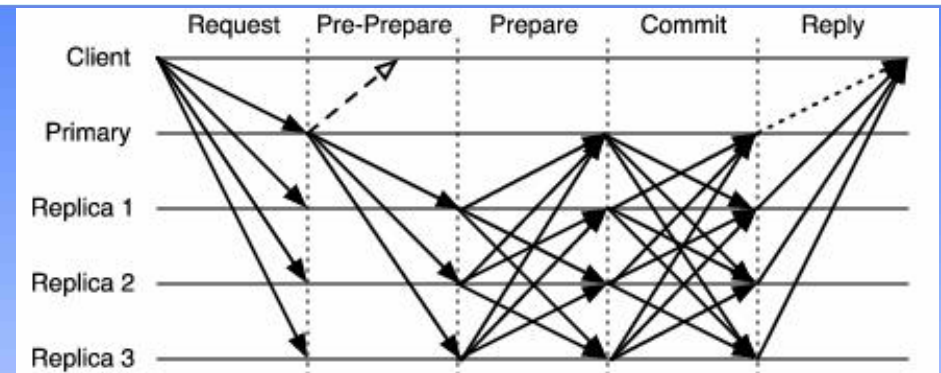 Request Pre-Prepare Prepare Commit Reply
Client
Primary
Replica 1
Replica 2
Replica 3